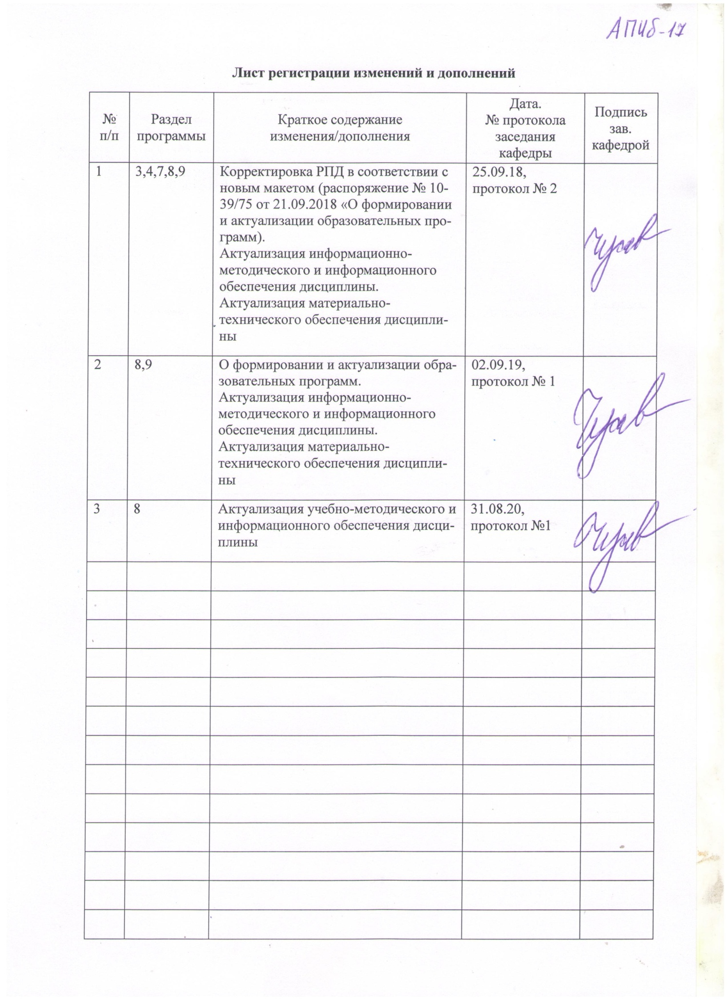 АПИб-17
Лист регистрации изменений и дополнений
№
п/п
Раздел
программы
Краткое содержание
изменения/дополнения
Дата.
№ протокола
заседания
кафедры
Подпись
зав.
кафедрой
1
3,4,7,8,9
Корректировка РПД в соответствии с
новым макетом (распоряжение № 10-
39/75 от 21.09.2018 «О формировании
и актуализации образовательных про-
грамм).
Актуализация информационно-
методического и информационного
обеспечения дисциплины.
Актуализация материально-
технического обеспечения дисципли-
ны
25.09.18,
протокол № 2
2
8,9
О формировании и актуализации обра-
зовательных программ.
Актуализация информационно-
методического и информационного
обеспечения дисциплины.
Актуализация материально-
технического обеспечения дисципли-
ны
02.09.19,
протокол № 1
3
8
Актуализация учебно-методического и
информационного обеспечения дисци-
плины
31.08.20,
протокол №1